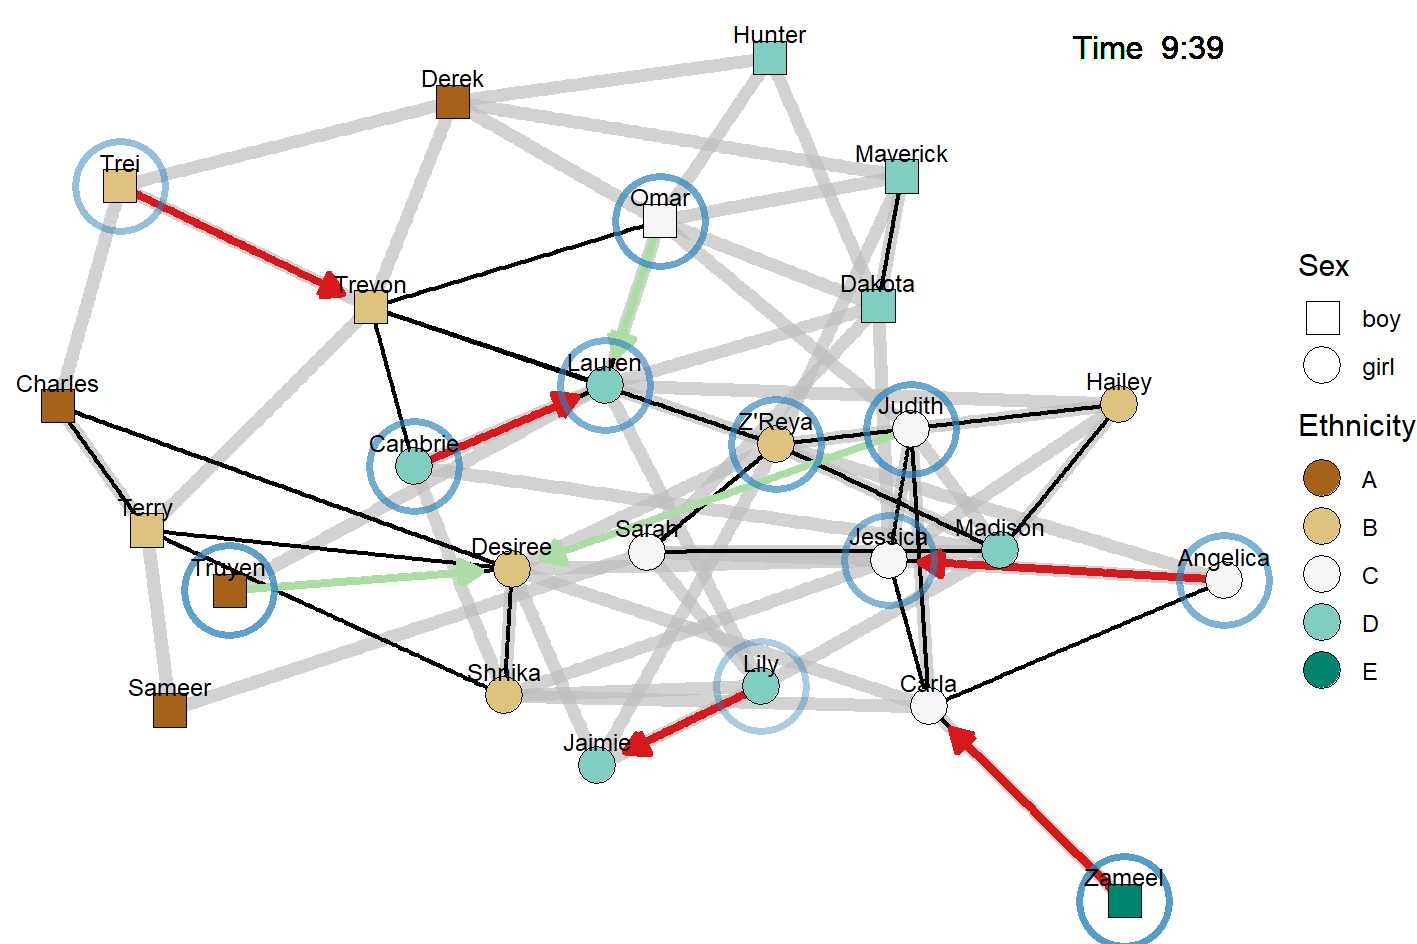 Hunter
Time 9:39
Derek
Maverick
Trei
Omar
Trevon
Dakota
Lauren
Charles
Hailey
Judith
Z'Reya
Cambrie
Terry
Sarah
Madison
Jessica
Desiree
Angelica
Truyen
Shnika
Lily
Sameer
Carla
Jaimie
Zameel
Sex
boy
girl
Ethnicity
A
B
C
D
E